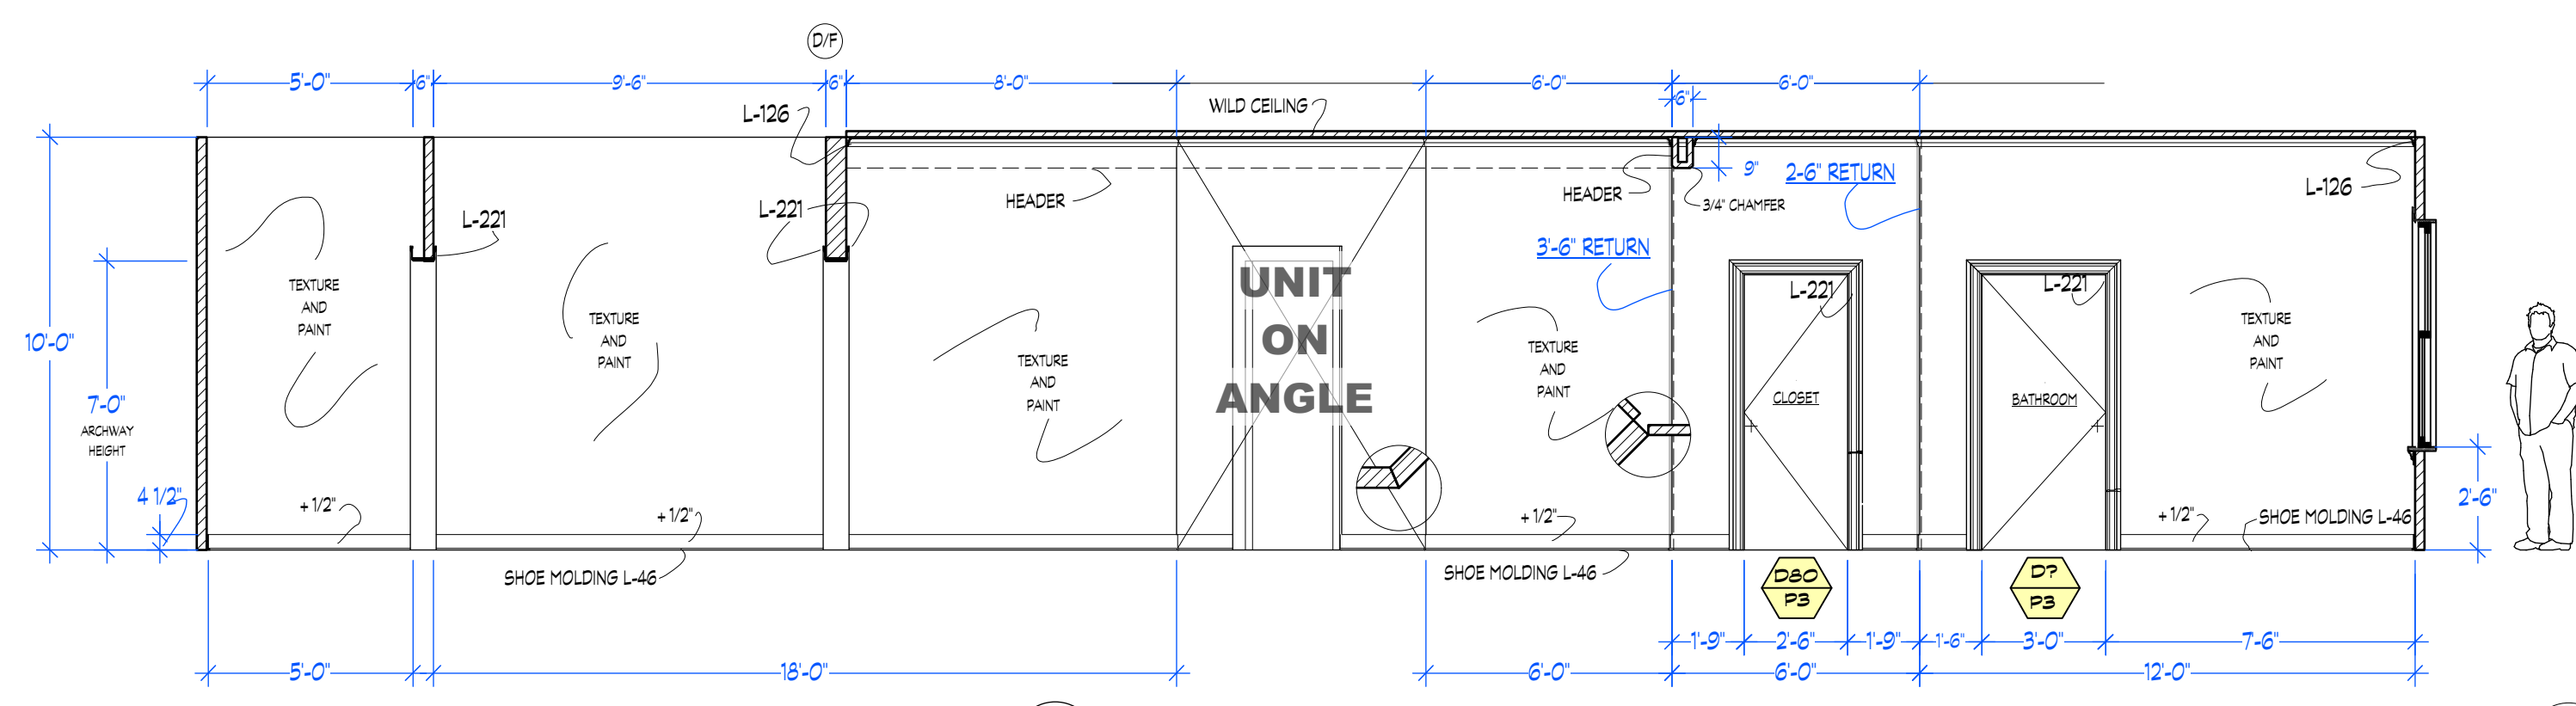 D/F
5'-0"
6"
9'-6"
6"
8'-0"
6'-0"
6'-0"
6"
L-126
WILD CEILING
9"
2-6" RETURN
HEADER
HEADER
3/4" CHAMFER
L-126
L-221
L-221
3'-6" RETURN
TEXTURE
AND
PAINT
TEXTURE
AND
PAINT
TEXTURE
AND
PAINT
UNIT
ON
ANGLE
TEXTURE
AND
PAINT
L-221
L-221
TEXTURE
AND
PAINT
10'-0"
7'-0"
ARCHWAY
HEIGHT
CLOSET
BATHROOM
4 1/2"
+ 1/2"
+ 1/2"
+ 1/2"
+ 1/2"
SHOE MOLDING L-46
2'-6"
SHOE MOLDING L-46
SHOE MOLDING L-46
D80
P3
D?
P3
1'-9"
2'-6"
1'-9"
1'-6"
3'-0"
7'-6"
5'-0"
18'-0"
6'-0"
6'-0"
12'-0"